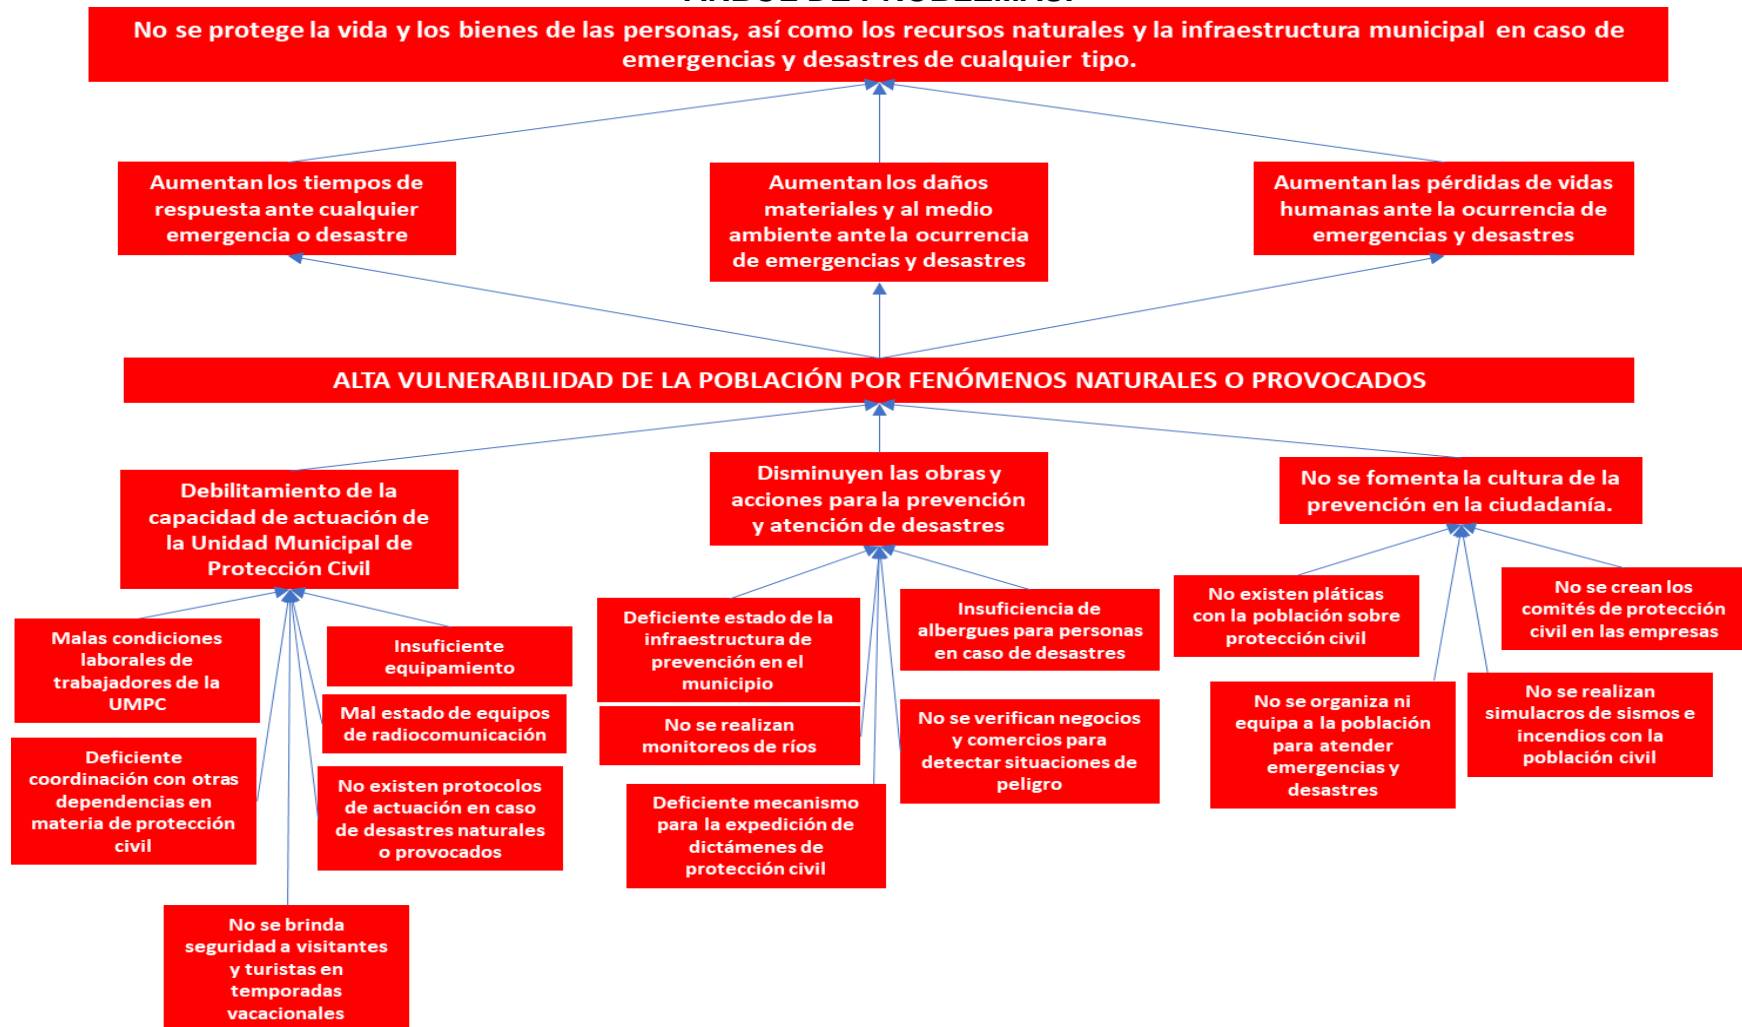 ÁRBOL DE PROBLEMAS.
No se protege la vida y los bienes de las personas, así como los recursos naturales y la infraestructura municipal en caso de
emergencias y desastres de cualquier tipo.
Aumentan los tiempos de
respuesta ante cualquier
emergencia o desastre
Aumentan los daños
materiales y al medio
ambiente ante la ocurrencia
de emergencias y desastres
Aumentan las pérdidas de vidas
humanas ante la ocurrencia de
emergencias y desastres
ALTA VULNERABILIDAD DE LA POBLACIÓN POR FENÓMENOS NATURALES O PROVOCADOS
Debilitamiento de la
capacidad de actuación de
la Unidad Municipal de
Protección Civil
Disminuyen las obras y
acciones para la prevención
y atención de desastres
No se fomenta la cultura de la
prevención en la ciudadanía.
Malas condiciones
laborales de
trabajadores de la
UMPC
Insuficiente
equipamiento
Mal estado de equipos
de radiocomunicación
Deficiente
coordinación con otras
dependencias en
materia de protección
civil
No existen protocolos
de actuación en caso
de desastres naturales
o provocados
No se brinda
seguridad a visitantes
y turistas en
temporadas
vacacionales
Deficiente estado de la
infraestructura de
prevención en el
municipio
Insuficiencia de
albergues para personas
en caso de desastres
No se realizan
monitoreos de ríos
No se verifican negocios
y comercios para
detectar situaciones de
peligro
Deficiente mecanismo
para la expedición de
dictámenes de
protección civil
No existen pláticas
con la población sobre
protección civil
No se crean los
comités de protección
civil en las empresas
No se organiza ni
equipa a la población
para atender
emergencias y
desastres
No se realizan
simulacros de sismos e
incendios con la
población civil